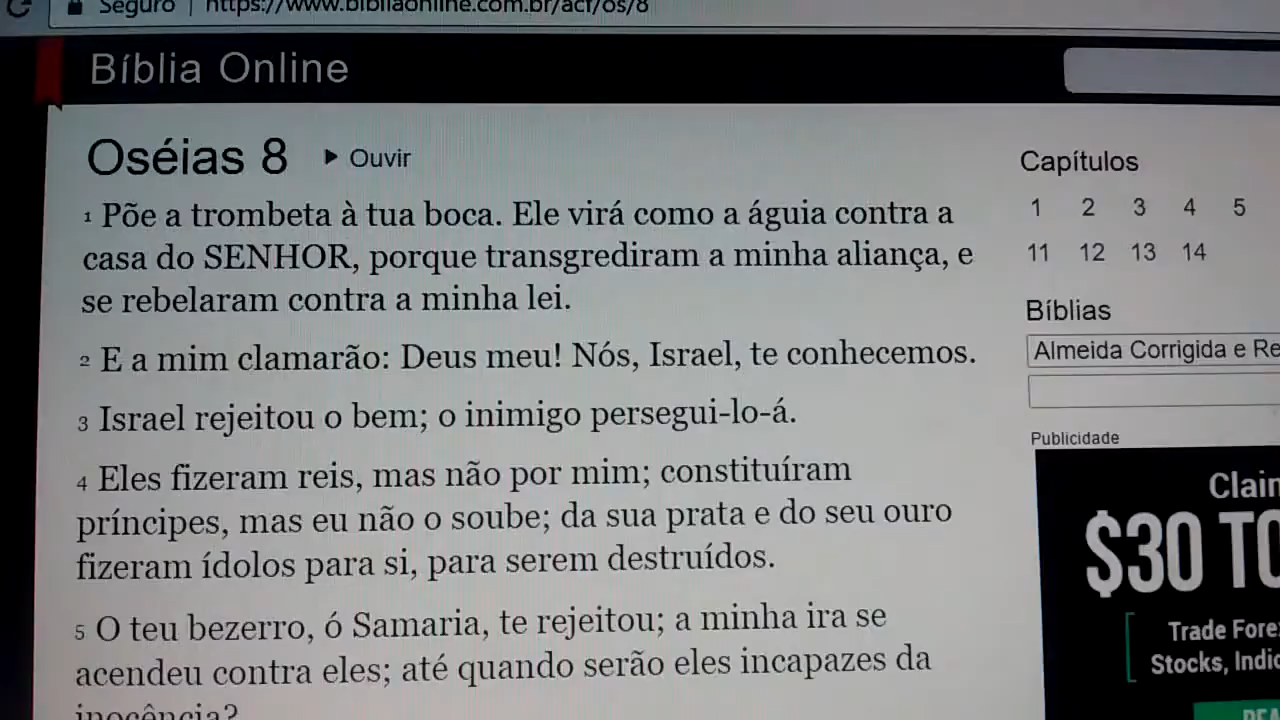 Seguro | https://www.bibliaonline.com.br/acf/os/8
Bíblia Online
Oséias 8 Ouvir
1 Põe a trombeta à tua boca. Ele virá como a águia contra a
casa do SENHOR, porque transgrediram a minha aliança, e
se rebelaram contra a minha lei.
2 E a mim clamarão: Deus meu! Nós, Israel, te conhecemos.
3 Israel rejeitou o bem; o inimigo persegui-lo-á.
4 Eles fizeram reis, mas não por mim; constituíram
príncipes, mas eu não o soube; da sua prata e do seu ouro
fizeram ídolos para si, para serem destruídos.
5 O teu bezerro, ó Samaria, te rejeitou; a minha ira se
acendeu contra eles; até quando serão eles incapazes da
inocência?
Capítulos
1 2 3 4 5
11 12 13 14
Bíblias
Almeida Corrigida e Re
Publicidade
Clain
$30 TO
Trade Fore
Stocks, Indic